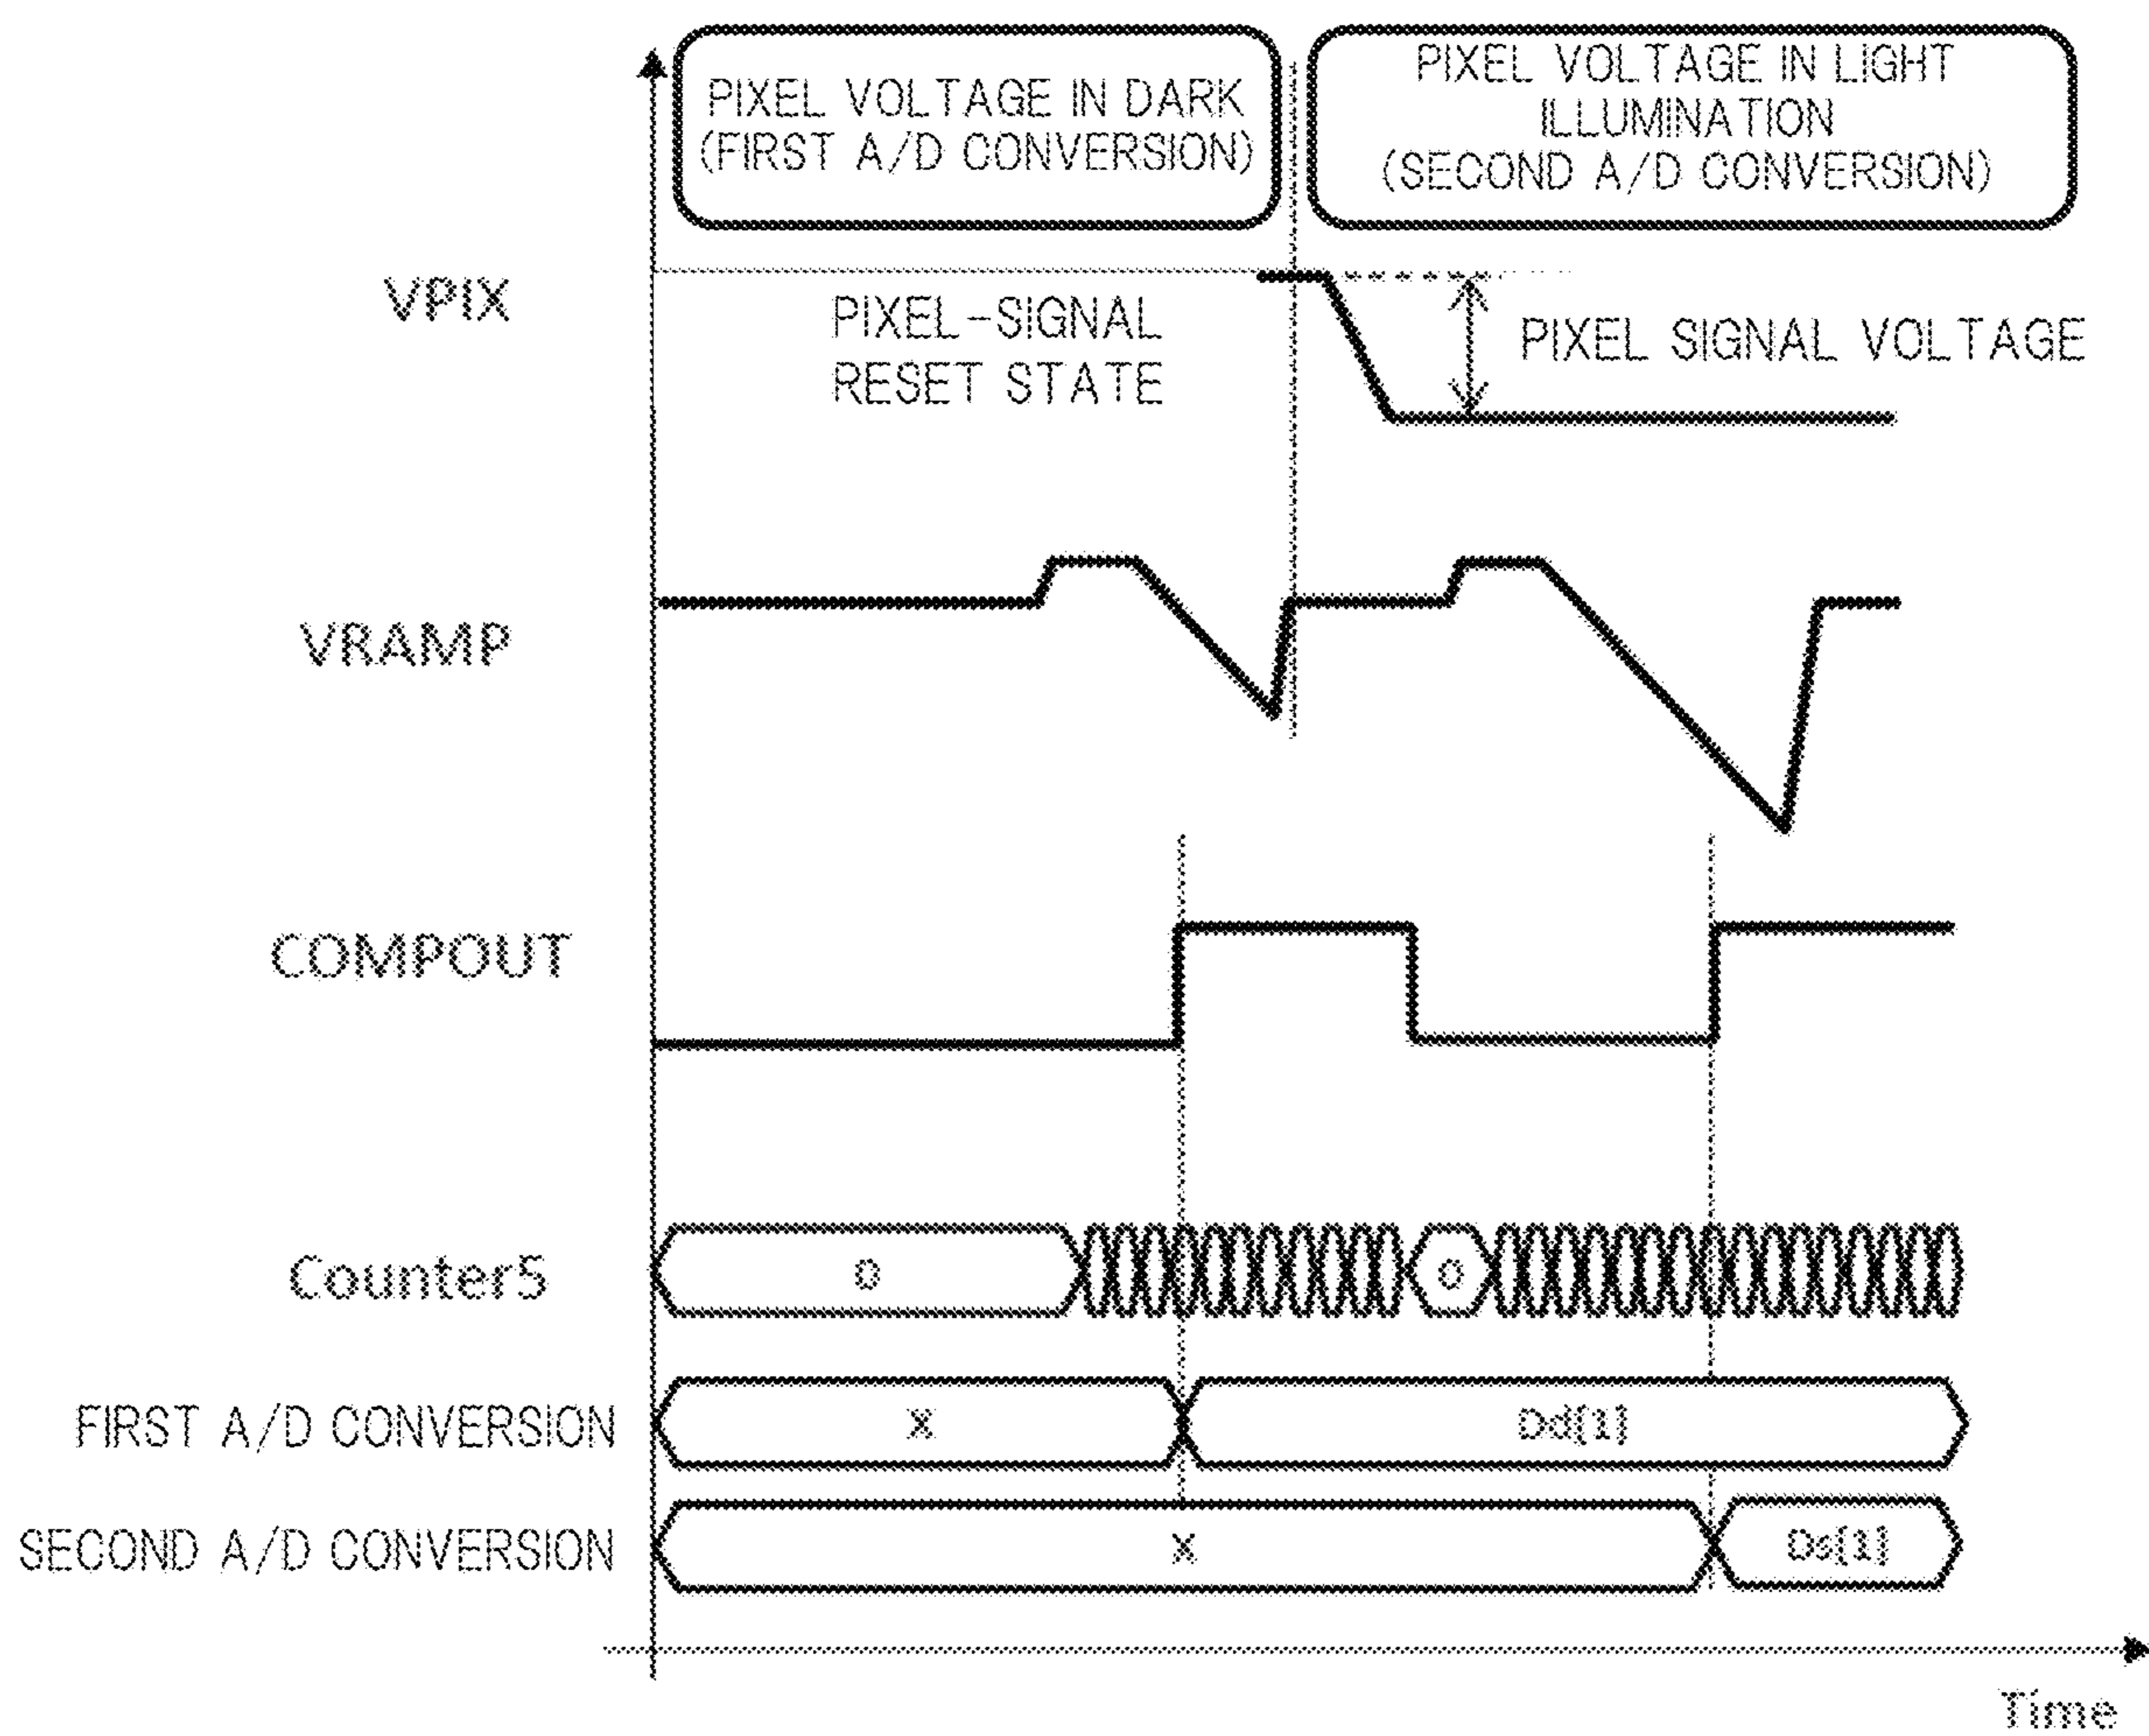 PIXEL VOLTAGE IN DARK
(FIRST A/D CONVERSION)
PIXEL VOLTAGE IN LIGHT
ILLUMINATION
(SECOND A/D CONVERSION)
VPIX
PIXEL-SIGNAL
RESET STATE
PIXEL SIGNAL VOLTAGE
VRAMP
COMPOUT
Counter5
0
0
FIRST A/D CONVERSION
X
Dd[1]
SECOND A/D CONVERSION
X
Ds[1]
Time